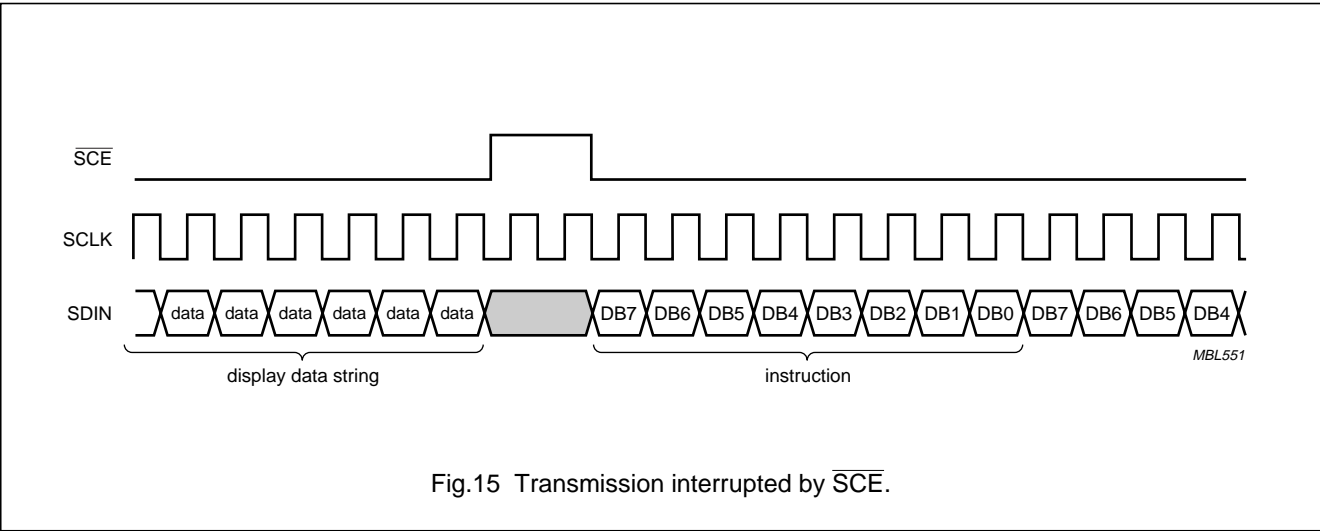 SCE
SCLK
SDIN data data data data data data DB7 DB6 DB5 DB4 DB3 DB2 DB1 DB0 DB7 DB6 DB5 DB4
MBL551
display data string instruction
Fig.15 Transmission interrupted by SCE.